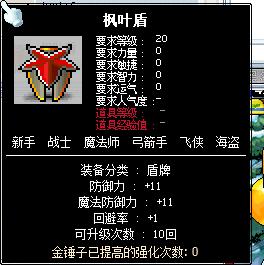 枫叶盾
要求等级： 20
要求力量： 0
要求敏捷： 0
要求智力： 0
要求运气： 0
要求人气度： -
道具等级： -
道具经验值： -
新手 战士 魔法师 弓箭手 飞侠 海盗
装备分类 ： 盾牌
防御力 ： +11
魔法防御力 ： +11
回避率 ： +1
可升级次数 ： 10回
金锤子已提高的强化次数: 0